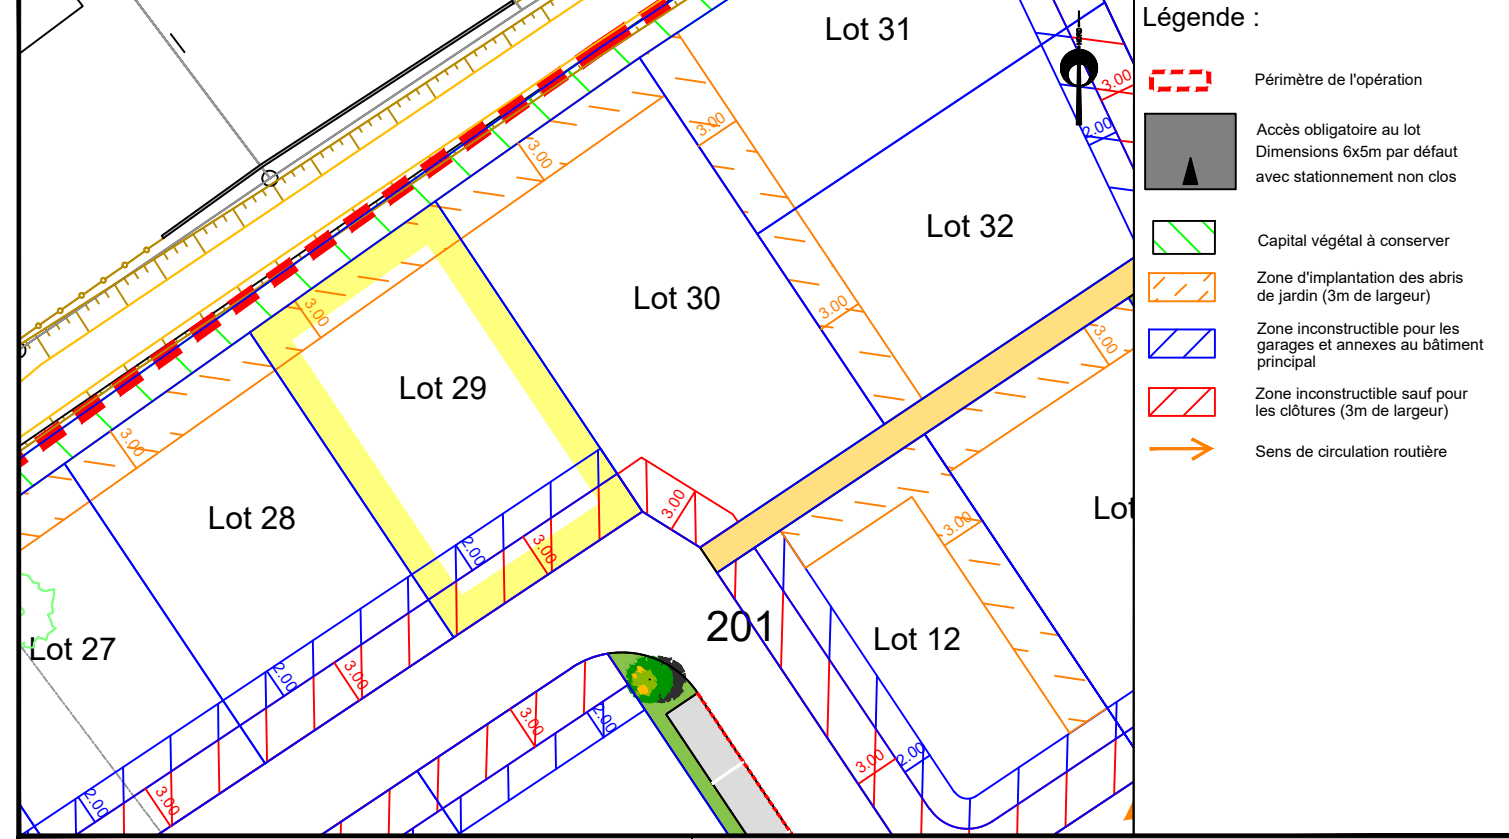 Légende :
Périmètre de l'opération
Accès obligatoire au lot
Dimensions 6x5m par défaut
avec stationnement non clos
Capital végétal à conserver
Zone d'implantation des abris
de jardin (3m de largeur)
Zone inconstructible pour les
garages et annexes au bâtiment
principal
Zone inconstructible sauf pour
les clôtures (3m de largeur)
Sens de circulation routière
Lot 31
3.00
2.00
3.00
3.00
Lot 32
Lot 30
3.00
3.00
3.00
Lot 29
3.00
Lot 28
2.00
3.00
3.00
Lot
3.00
201
Lot 12
Lot 27
2.00
3.00
3.00
2.00
3.00
2.00
2.00
3.00